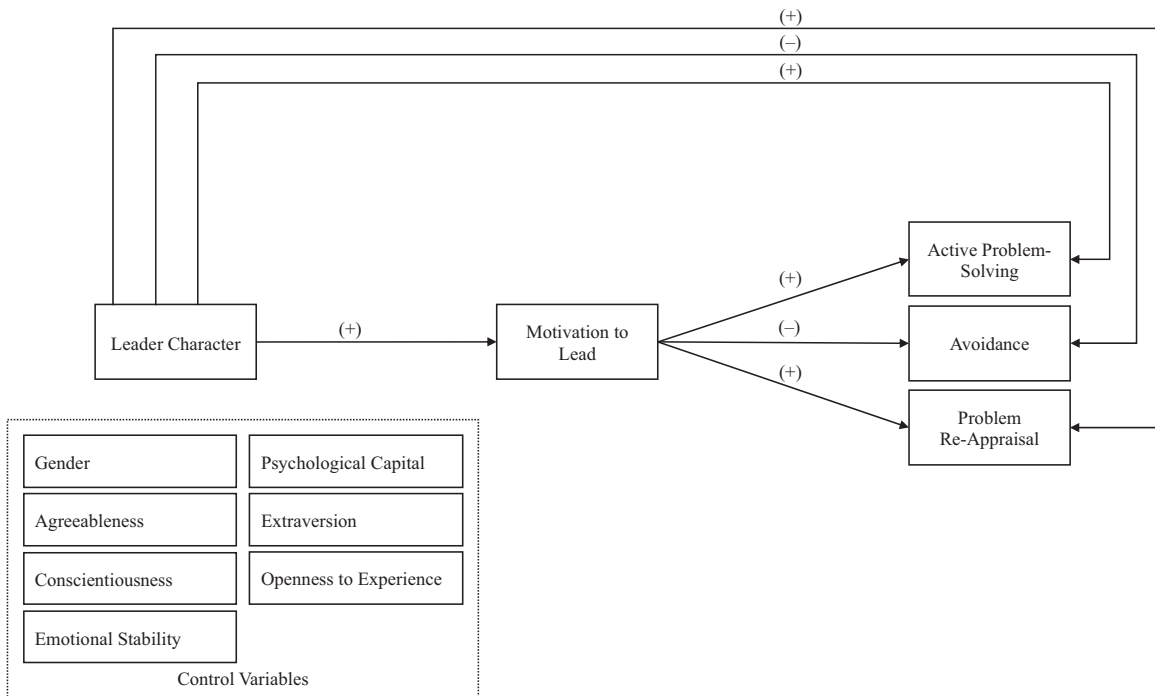 (+)
(–)
(+)
Active Problem-
Solving
(+)
Leader Character
(+)
Motivation to
Lead
(–)
Avoidance
(+)
Problem
Re-Appraisal
Gender
Psychological Capital
Agreeableness
Extraversion
Conscientiousness
Openness to Experience
Emotional Stability
Control Variables